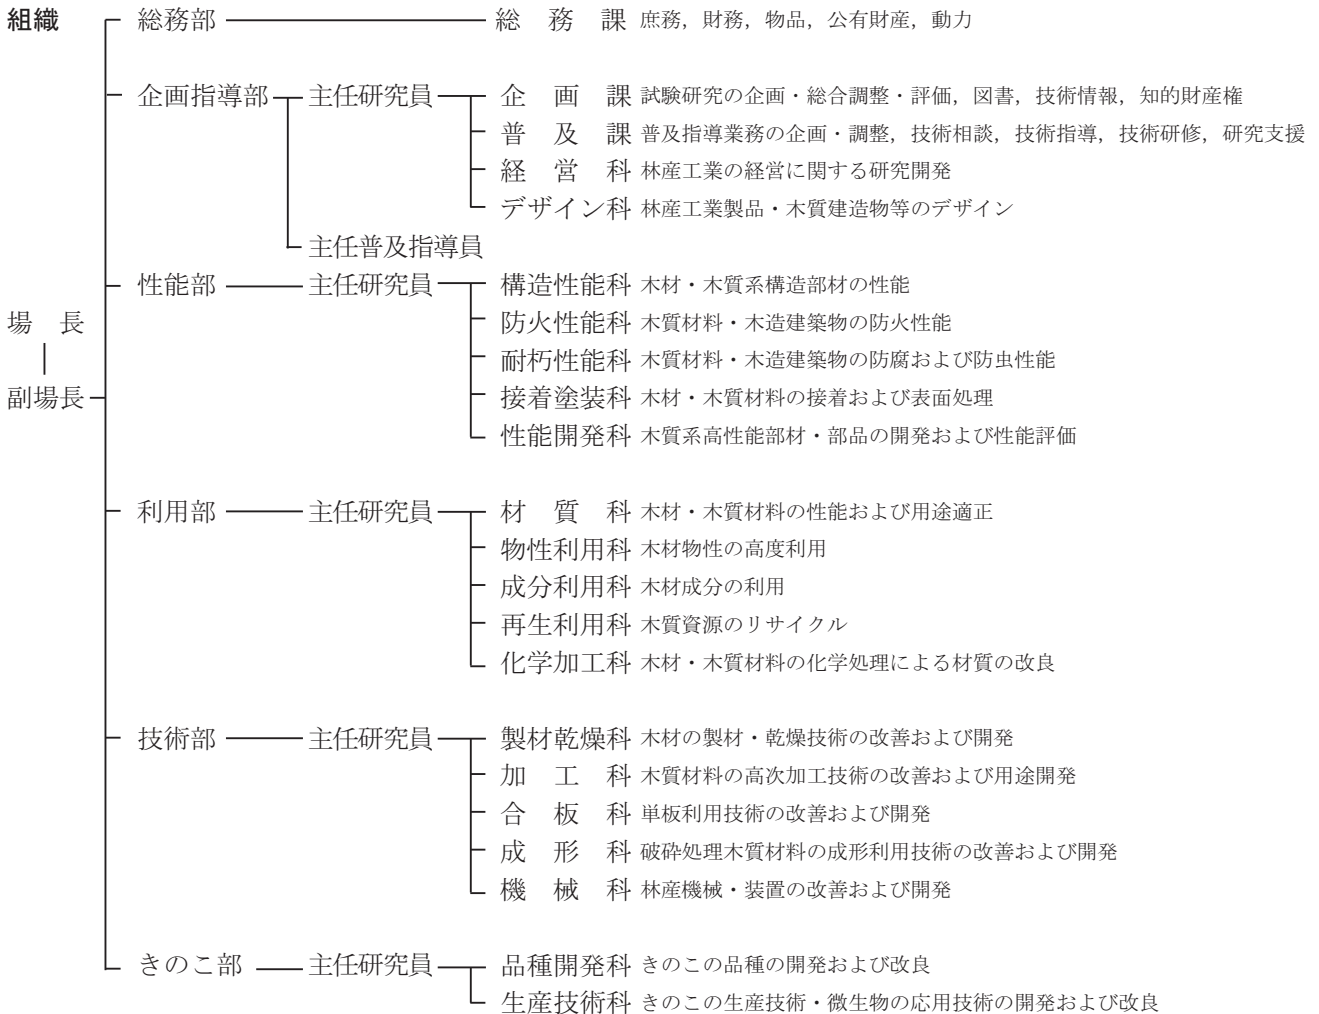 組織
総務部 総務課 庶務，財務，物品，公有財産，動力
企画指導部 主任研究員 企画課 試験研究の企画・総合調整・評価，図書，技術情報，知的財産権
普及課 普及指導業務の企画・調整，技術相談，技術指導，技術研修，研究支援
経営科 林産工業の経営に関する研究開発
デザイン科 林産工業製品・木質建造物等のデザイン
主任普及指導員
性能部 主任研究員 構造性能科 木材・木質系構造部材の性能
場長 防火性能科 木質材料・木造建築物の防火性能
耐朽性能科 木質材料・木造建築物の防腐および防虫性能
副場長 接着塗装科 木材・木質材料の接着および表面処理
性能開発科 木質系高性能部材・部品の開発および性能評価
利用部 主任研究員 材質科 木材・木質材料の性能および用途適正
物性利用科 木材物性の高度利用
成分利用科 木材成分の利用
再生利用科 木質資源のリサイクル
化学加工科 木材・木質材料の化学処理による材質の改良
技術部 主任研究員 製材乾燥科 木材の製材・乾燥技術の改善および開発
加工科 木質材料の高次加工技術の改善および用途開発
合板科 単板利用技術の改善および開発
成形科 破砕処理木質材料の成形利用技術の改善および開発
機械科 林産機械・装置の改善および開発
きのこ部 主任研究員 品種開発科 きのこの品種の開発および改良
生産技術科 きのこの生産技術・微生物の応用技術の開発および改良